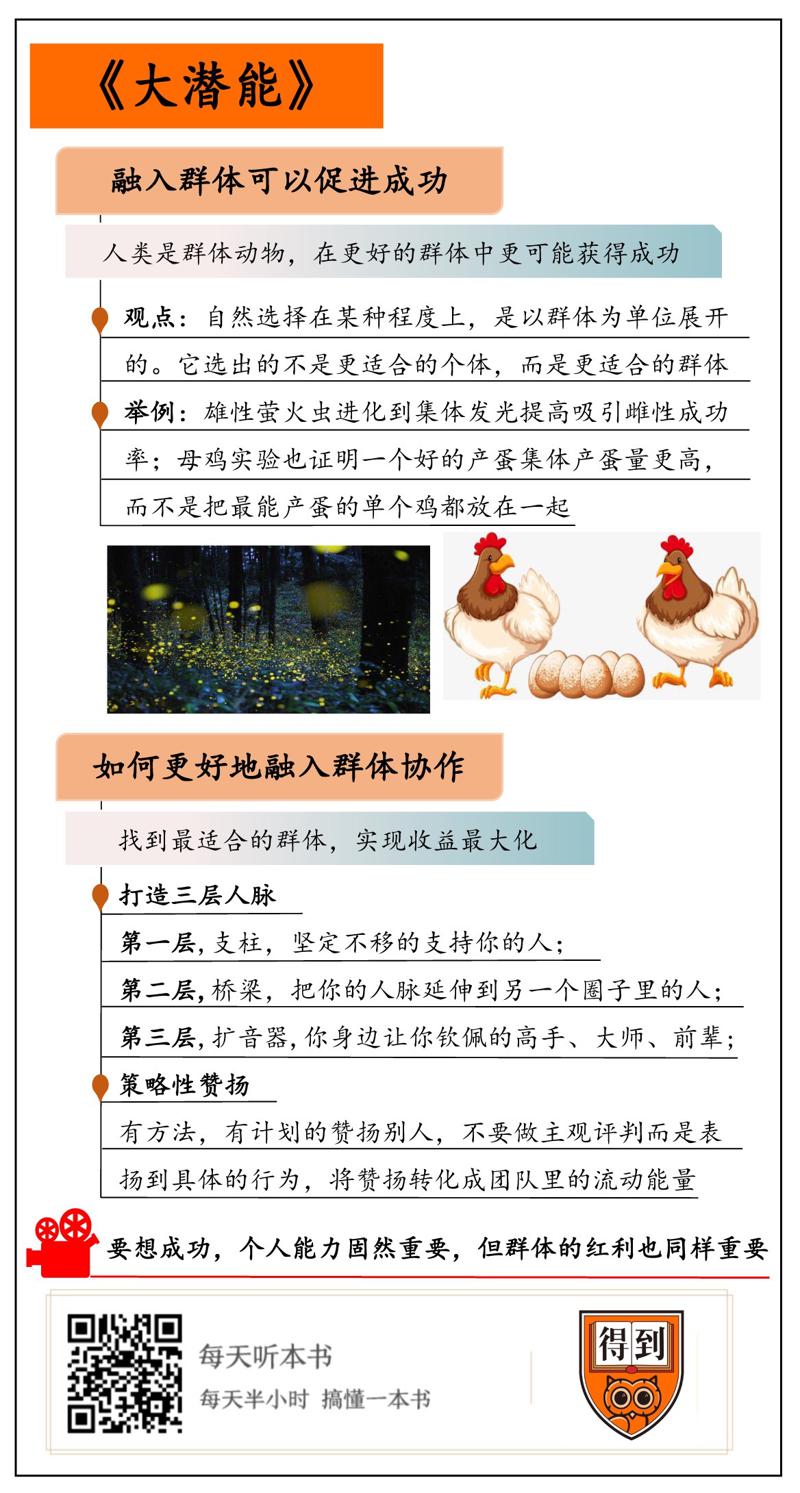 《大潜能》
融入群体可以促进成功
人类是群体动物，在更好的群体中更可能获得成功
观点：自然选择在某种程度上，是以群体为单位展开
的。它选出的不是更适合的个体，而是更适合的群体
举例：雄性萤火虫进化到集体发光提高吸引雌性成功
率；母鸡实验也证明一个好的产蛋集体产蛋量更高，
而不是把最能产蛋的单个鸡都放在一起
如何更好地融入群体协作
找到最适合的群体，实现收益最大化
打造三层人脉
第一层,支柱，坚定不移的支持你的人；
第二层,桥梁，把你的人脉延伸到另一个圈子里的人；
第三层,扩音器,你身边让你钦佩的高手、大师、前辈；
策略性赞扬
有方法，有计划的赞扬别人，不要做主观评判而是表
扬到具体的行为，将赞扬转化成团队里的流动能量
要想成功，个人能力固然重要，但群体的红利也同样重要
每天听本书
每天半小时 搞懂一本书
得到